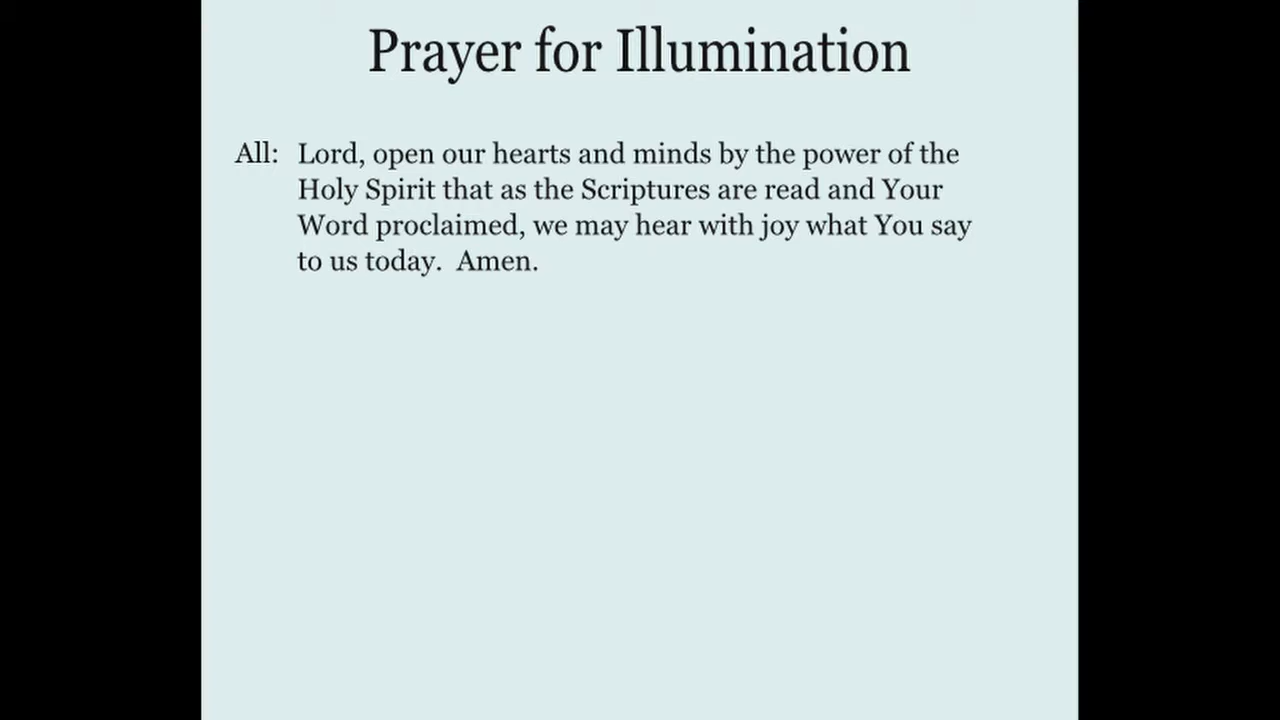 Prayer for Illumination
All: Lord, open our hearts and minds by the power of the
Holy Spirit that as the Scriptures are read and Your
Word proclaimed, we may hear with joy what You say
to us today.  Amen.